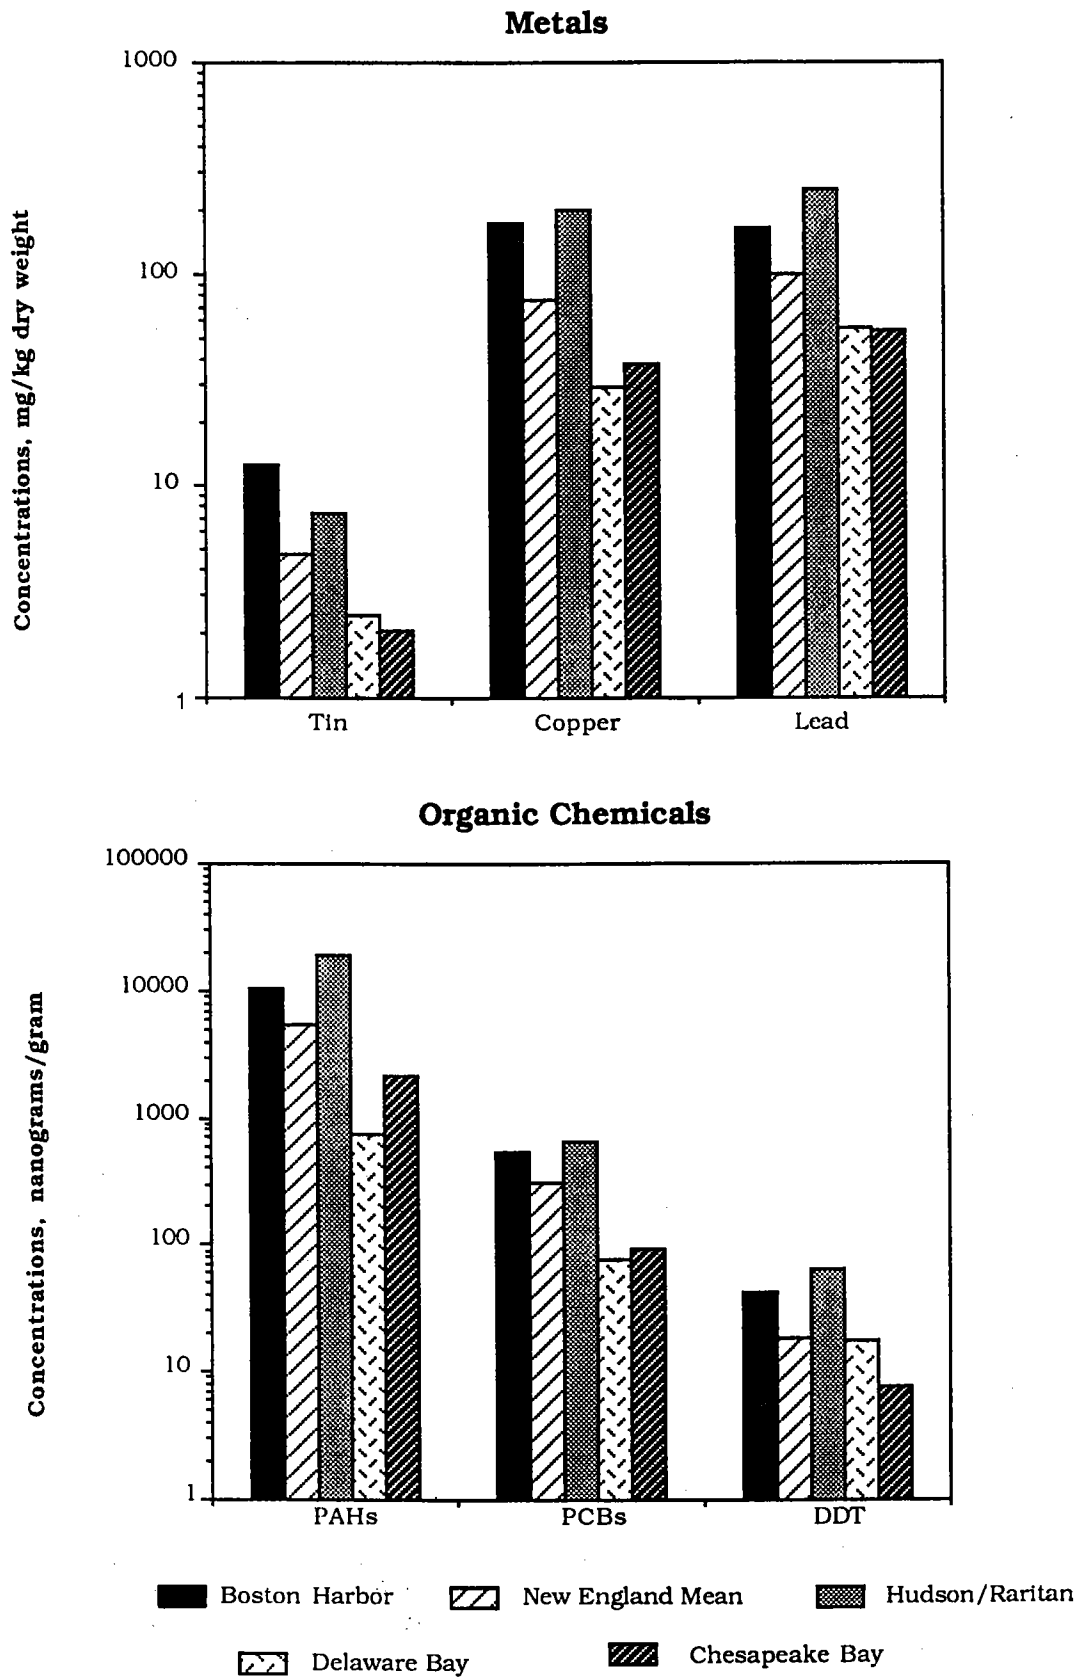 Metals
1000
100
10
1
Concentrations, mg/kg dry weight
Tin Copper Lead
Organic Chemicals
100000
10000
1000
100
10
1
Concentrations, nanograms/gram
PAHs PCBs DDT
Boston Harbor New England Mean Hudson/Raritan
Delaware Bay Chesapeake Bay